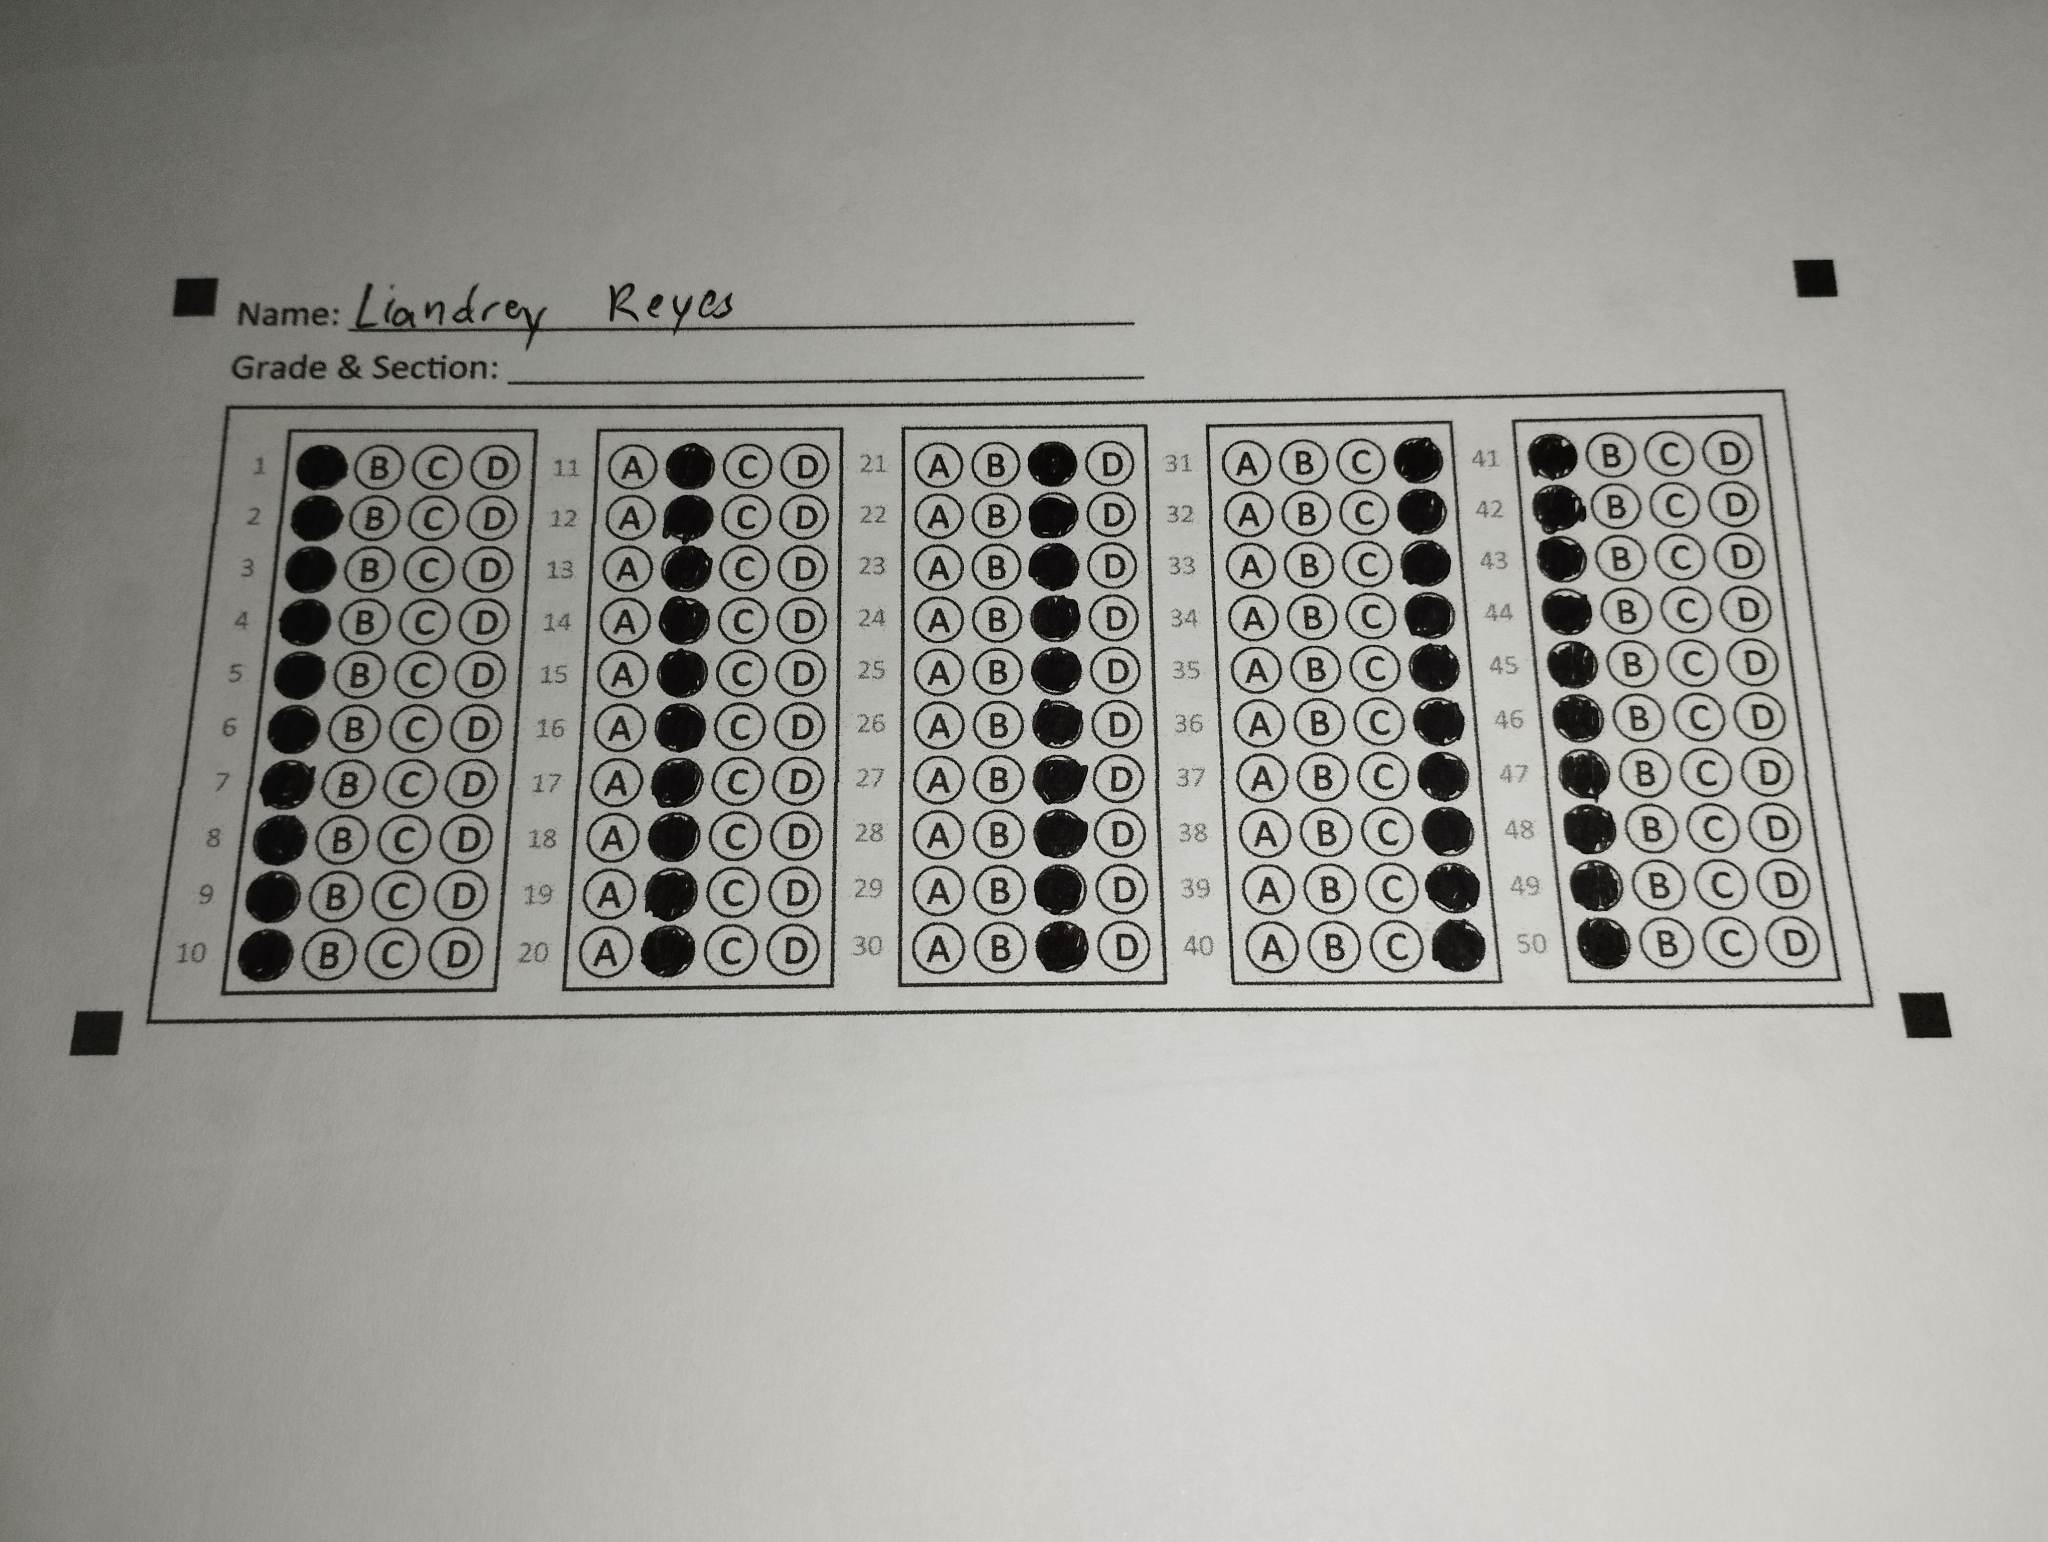 Name: Liandrey Reyes
Grade & Section:
1 B C D 11 A C D 21 A B D 31 A B C 41 B C D
2 B C D 12 A C D 22 A B D 32 A B C 42 B C D
3 B C D 13 A C D 23 A B D 33 A B C 43 B C D
4 B C D 14 A C D 24 A B D 34 A B C 44 B C D
5 B C D 15 A C D 25 A B D 35 A B C 45 B C D
6 B C D 16 A C D 26 A B D 36 A B C 46 B C D
7 B C D 17 A C D 27 A B D 37 A B C 47 B C D
8 B C D 18 A C D 28 A B D 38 A B C 48 B C D
9 B C D 19 A C D 29 A B D 39 A B C 49 B C D
10 B C D 20 A C D 30 A B D 40 A B C 50 B C D